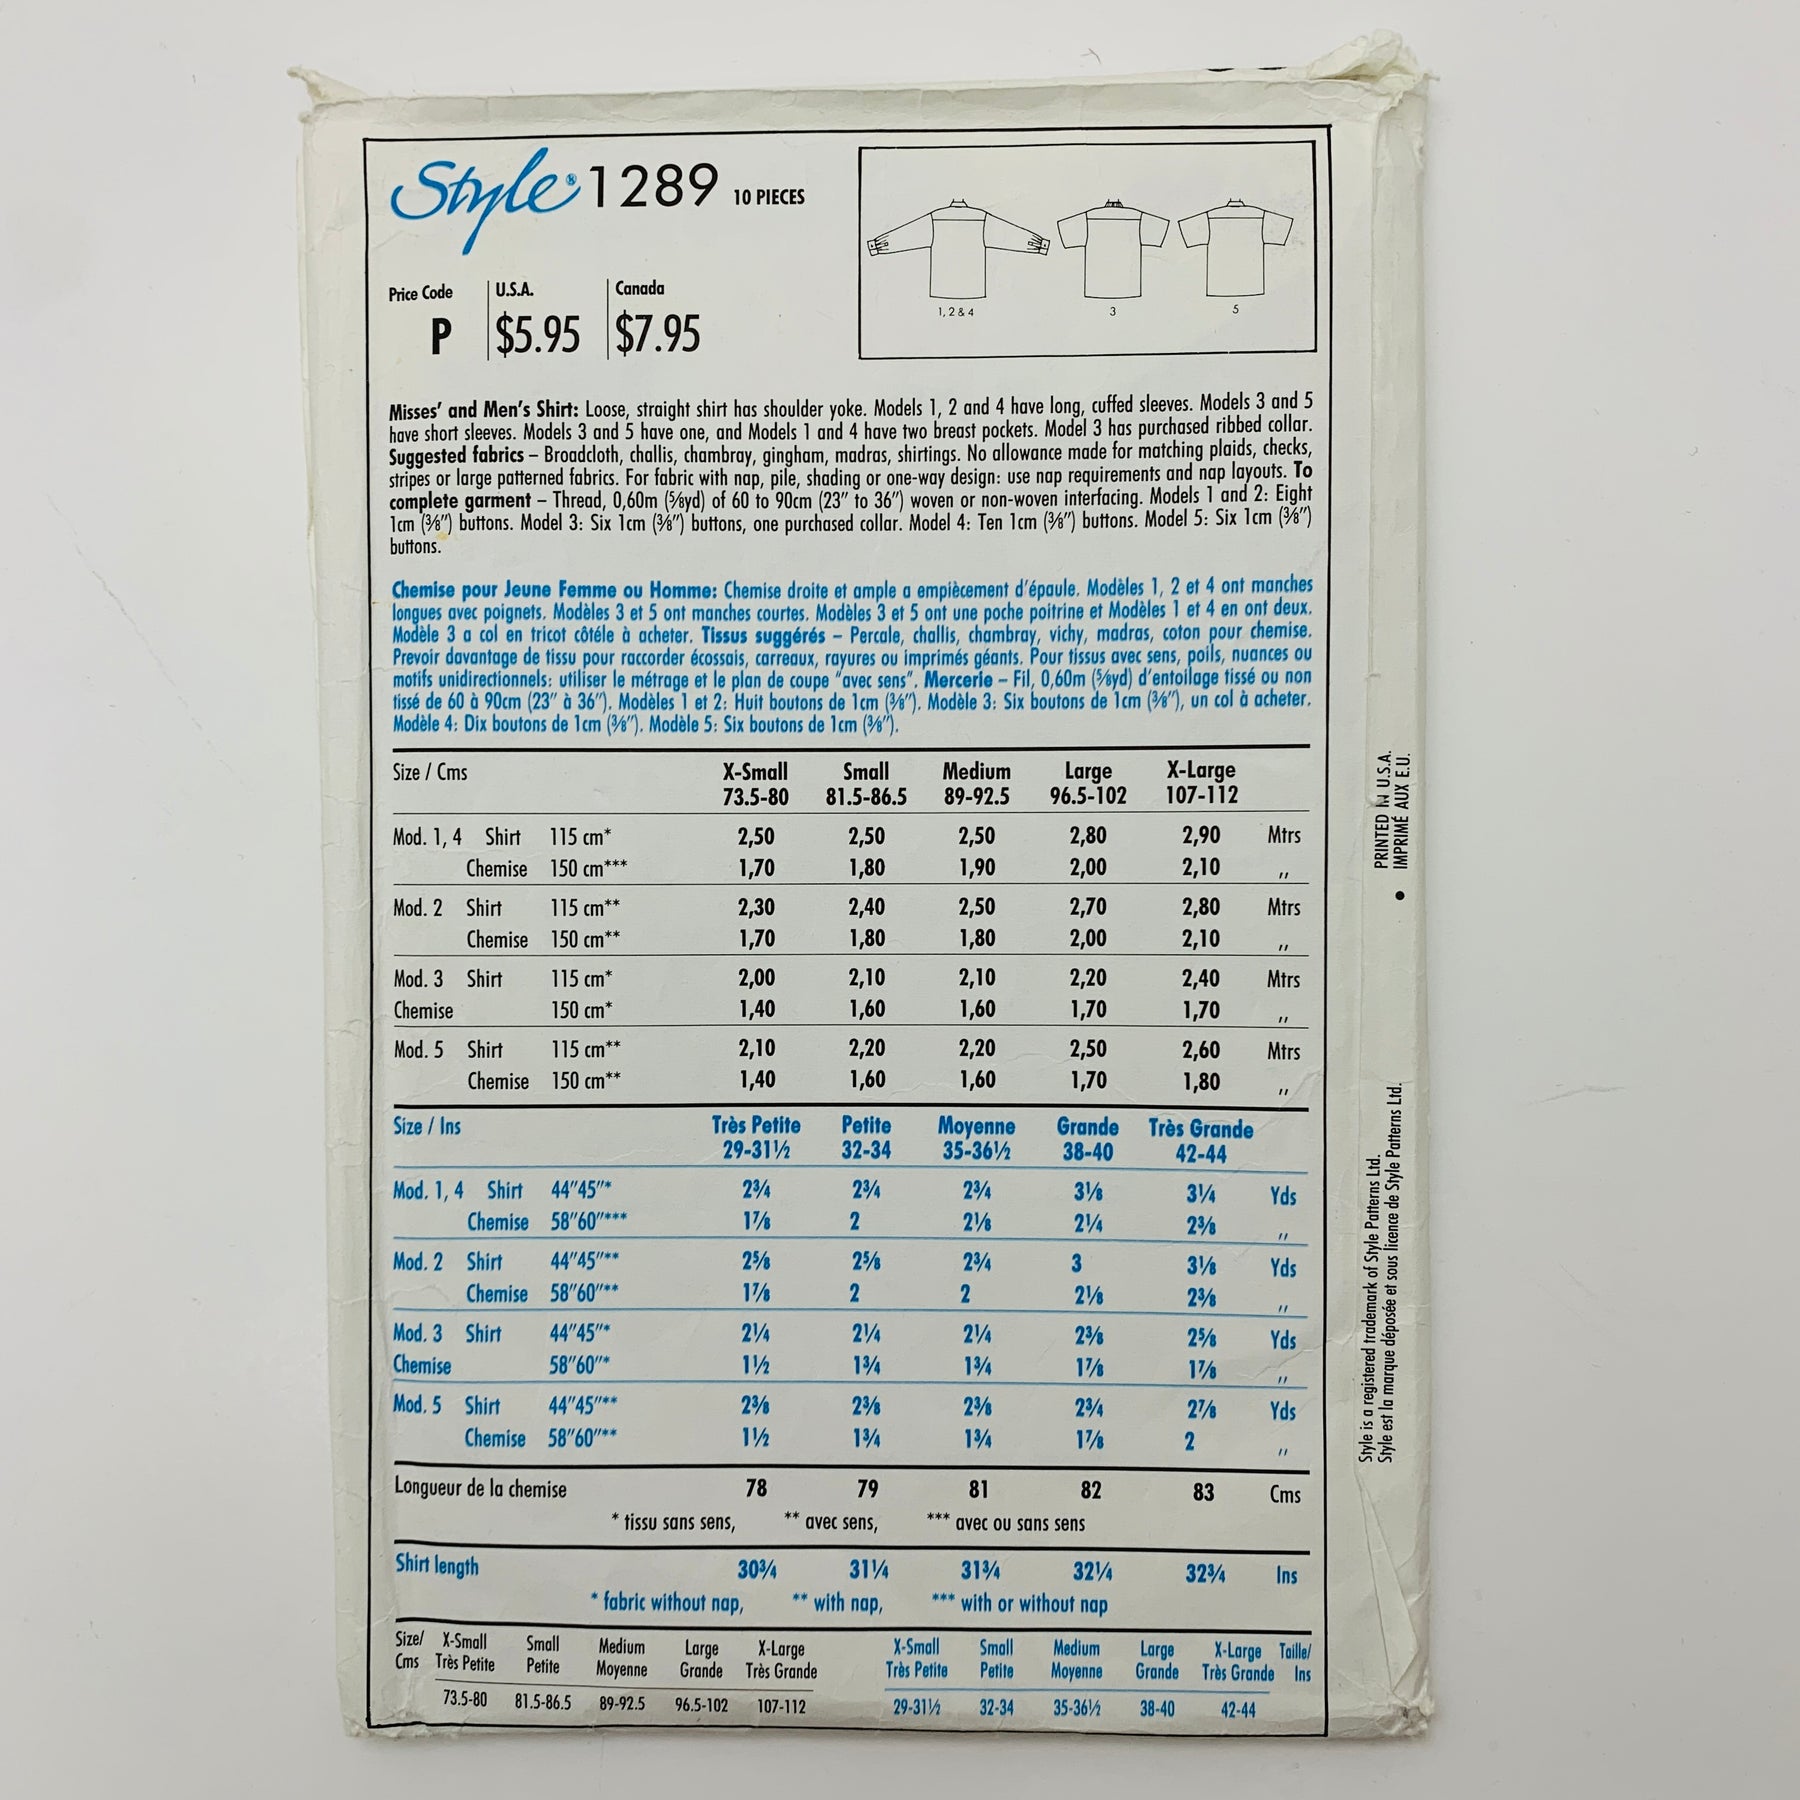 Style® 1289 10 PIECES
Price Code U.S.A. Canada
P $5.95 $7.95
1, 2 & 4 3 5
Misses' and Men's Shirt: Loose, straight shirt has shoulder yoke. Models 1, 2 and 4 have long, cuffed sleeves. Models 3 and 5
have short sleeves. Models 3 and 5 have one, and Models 1 and 4 have two breast pockets. Model 3 has purchased ribbed collar.
Suggested fabrics – Broadcloth, challis, chambray, gingham, madras, shirtings. No allowance made for matching plaids, checks,
stripes or large patterned fabrics. For fabric with nap, pile, shading or one-way design: use nap requirements and nap layouts. To
complete garment – Thread, 0,60m (⅝yd) of 60 to 90cm (23" to 36") woven or non-woven interfacing. Models 1 and 2: Eight
1cm (⅜") buttons. Model 3: Six 1cm (⅜") buttons, one purchased collar. Model 4: Ten 1cm (⅜") buttons. Model 5: Six 1cm (⅜")
buttons.
Chemise pour Jeune Femme ou Homme: Chemise droite et ample a empiècement d'épaule. Modèles 1, 2 et 4 ont manches
longues avec poignets. Modèles 3 et 5 ont manches courtes. Modèles 3 et 5 ont une poche poitrine et Modèles 1 et 4 en ont deux.
Modèle 3 a col en tricot côtéle à acheter. Tissus suggérés – Percale, challis, chambray, vichy, madras, coton pour chemise.
Prevoir davantage de tissu pour raccorder écossais, carreaux, rayures ou imprimés géants. Pour tissus avec sens, poils, nuances ou
motifs unidirectionnels: utiliser le métrage et le plan de coupe "avec sens". Mercerie – Fil, 0,60m (⅝yd) d'entoilage tissé ou non
tissé de 60 à 90cm (23" à 36"). Modèles 1 et 2: Huit boutons de 1cm (⅜"). Modèle 3: Six boutons de 1cm (⅜"), un col à acheter.
Modèle 4: Dix boutons de 1cm (⅜"). Modèle 5: Six boutons de 1cm (⅜").
Size / Cms X-Small Small Medium Large X-Large
73.5-80 81.5-86.5 89-92.5 96.5-102 107-112
Mod. 1, 4 Shirt 115 cm* 2,50 2,50 2,50 2,80 2,90 Mtrs
Chemise 150 cm*** 1,70 1,80 1,90 2,00 2,10 ,,
Mod. 2 Shirt 115 cm** 2,30 2,40 2,50 2,70 2,80 Mtrs
Chemise 150 cm** 1,70 1,80 1,80 2,00 2,10 ,,
Mod. 3 Shirt 115 cm* 2,00 2,10 2,10 2,20 2,40 Mtrs
Chemise 150 cm* 1,40 1,60 1,60 1,70 1,70 ,,
Mod. 5 Shirt 115 cm** 2,10 2,20 2,20 2,50 2,60 Mtrs
Chemise 150 cm** 1,40 1,60 1,60 1,70 1,80 ,,
Size / Ins Très Petite Petite Moyenne Grande Très Grande
29-31½ 32-34 35-36½ 38-40 42-44
Mod. 1, 4 Shirt 44"45"* 2¾ 2¾ 2¾ 3⅛ 3¼ Yds
Chemise 58"60"*** 1⅞ 2 2⅛ 2¼ 2⅜ ,,
Mod. 2 Shirt 44"45"** 2⅝ 2⅝ 2¾ 3 3⅛ Yds
Chemise 58"60"** 1⅞ 2 2 2⅛ 2⅜ ,,
Mod. 3 Shirt 44"45"* 2¼ 2¼ 2¼ 2⅜ 2⅝ Yds
Chemise 58"60"* 1½ 1¾ 1¾ 1⅞ 1⅞ ,,
Mod. 5 Shirt 44"45"** 2⅜ 2⅜ 2⅜ 2¾ 2⅞ Yds
Chemise 58"60"** 1½ 1¾ 1¾ 1⅞ 2 ,,
Longueur de la chemise 78 79 81 82 83 Cms
* tissu sans sens, ** avec sens, *** avec ou sans sens
Shirt length 30¾ 31¼ 31¾ 32¼ 32¾ Ins
* fabric without nap, ** with nap, *** with or without nap
Size/ X-Small Small Medium Large X-Large X-Small Small Medium Large X-Large Taille/
Cms Très Petite Petite Moyenne Grande Très Grande Très Petite Petite Moyenne Grande Très Grande Ins
73.5-80 81.5-86.5 89-92.5 96.5-102 107-112 29-31½ 32-34 35-36½ 38-40 42-44
PRINTED IN U.S.A.
• IMPRIMÉ AUX E.U.
Style is a registered trademark of Style Patterns Ltd.
Style est la marque déposée et sous licence de Style Patterns Ltd.